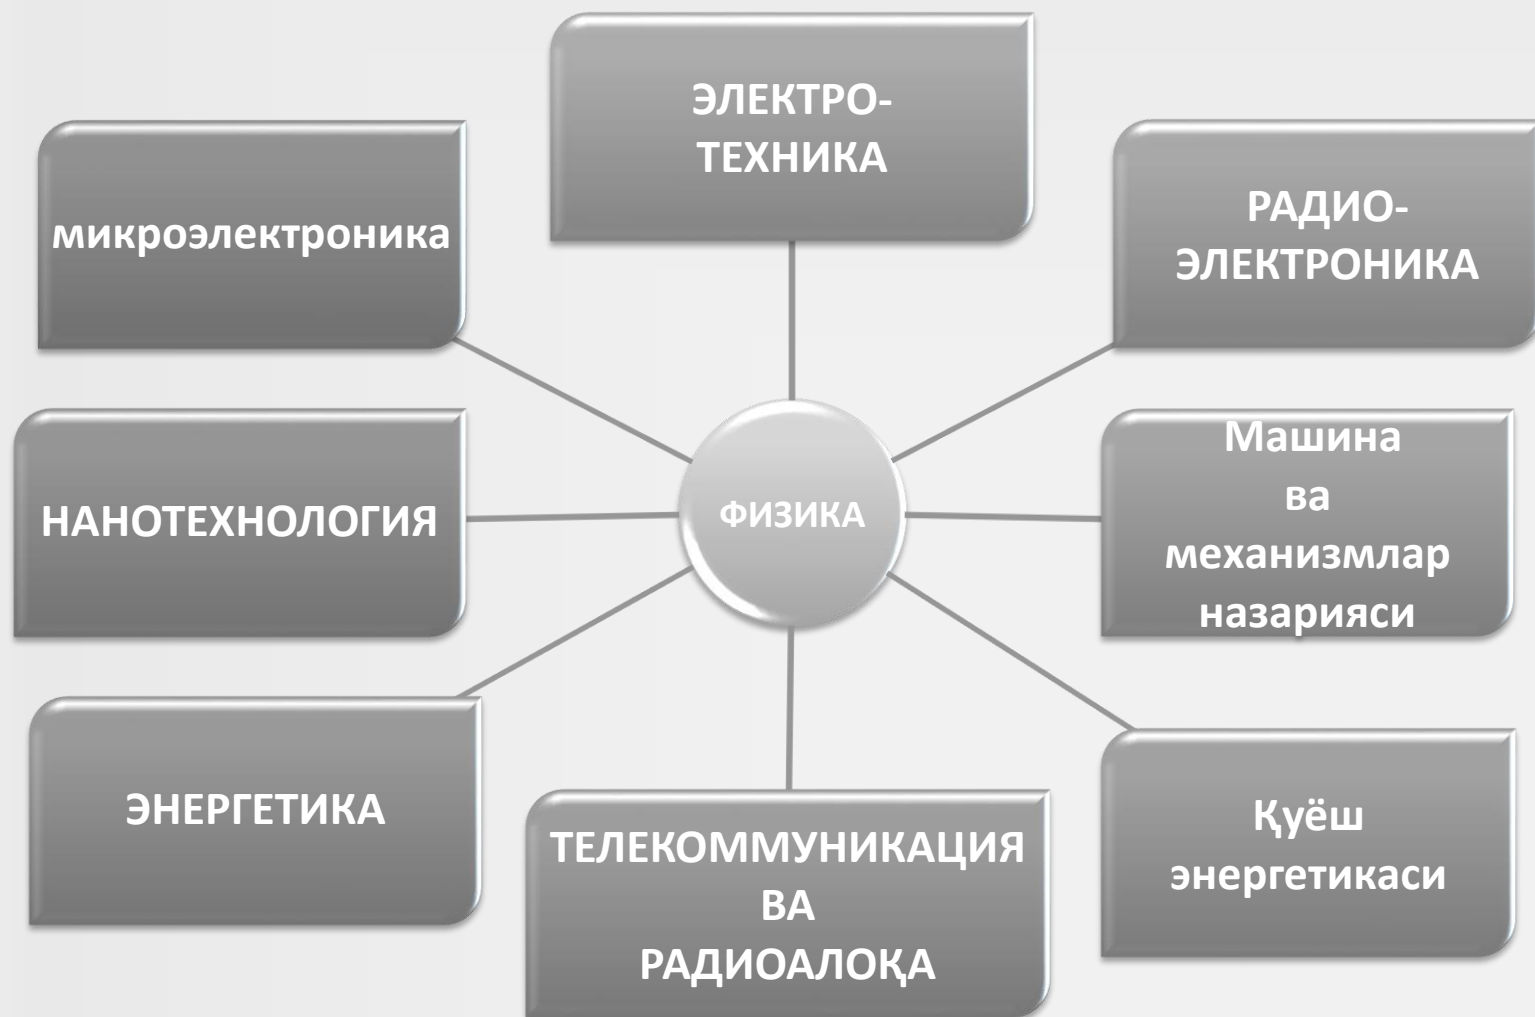 ЭЛЕКТРО-
ТЕХНИКА
РАДИО-
ЭЛЕКТРОНИКА
Машина
ва
механизмлар
назарияси
Қуёш
энергетикаси
ТЕЛЕКОММУНИКАЦИЯ
ВА
РАДИОАЛОҚА
ЭНЕРГЕТИКА
НАНОТЕХНОЛОГИЯ
микроэлектроника
ФИЗИКА